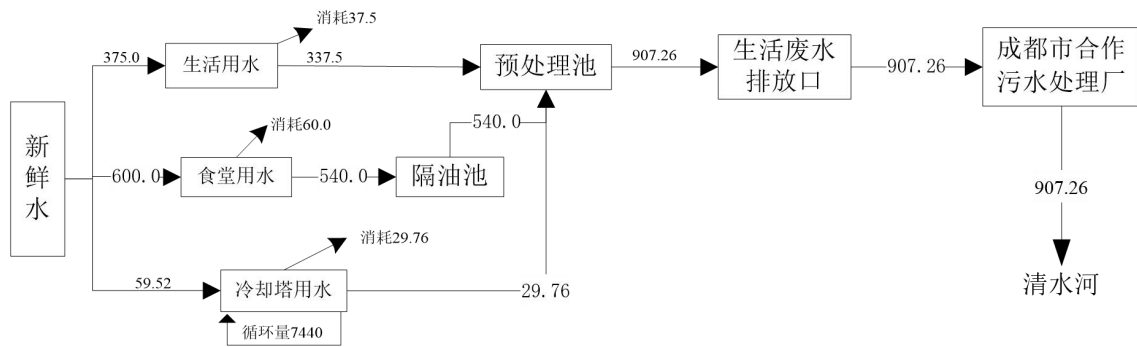 消耗37.5
375.0
生活用水
337.5
预处理池
907.26
生活废水
排放口
907.26
成都市合作
污水处理厂
新鲜水
消耗60.0
600.0
食堂用水
540.0
隔油池
540.0
907.26
消耗29.76
59.52
冷却塔用水
29.76
循环量7440
清水河